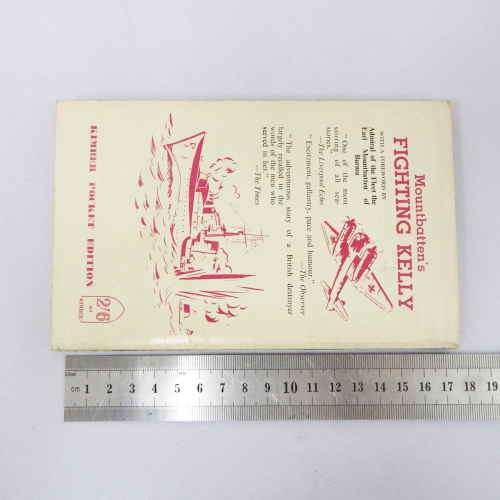 Mountbatten's
FIGHTING KELLY
WITH A FOREWORD BY
Admiral of the Fleet the
Earl Mountbatten of
Burma
"One of the most
stirring of all sea-
stories."
—The Liverpool Echo
"Excitement, gallantry, pace and humour."
—The Observer
"The adventurous story of a British destroyer
largely recorded in the
words of the men who
served in her."
—The Times
KIMBER POCKET EDITION
2/6
NET
cm 1 2 3 4 5 6 7 8 9 10 11 12 13 14 15 16 17 18 19